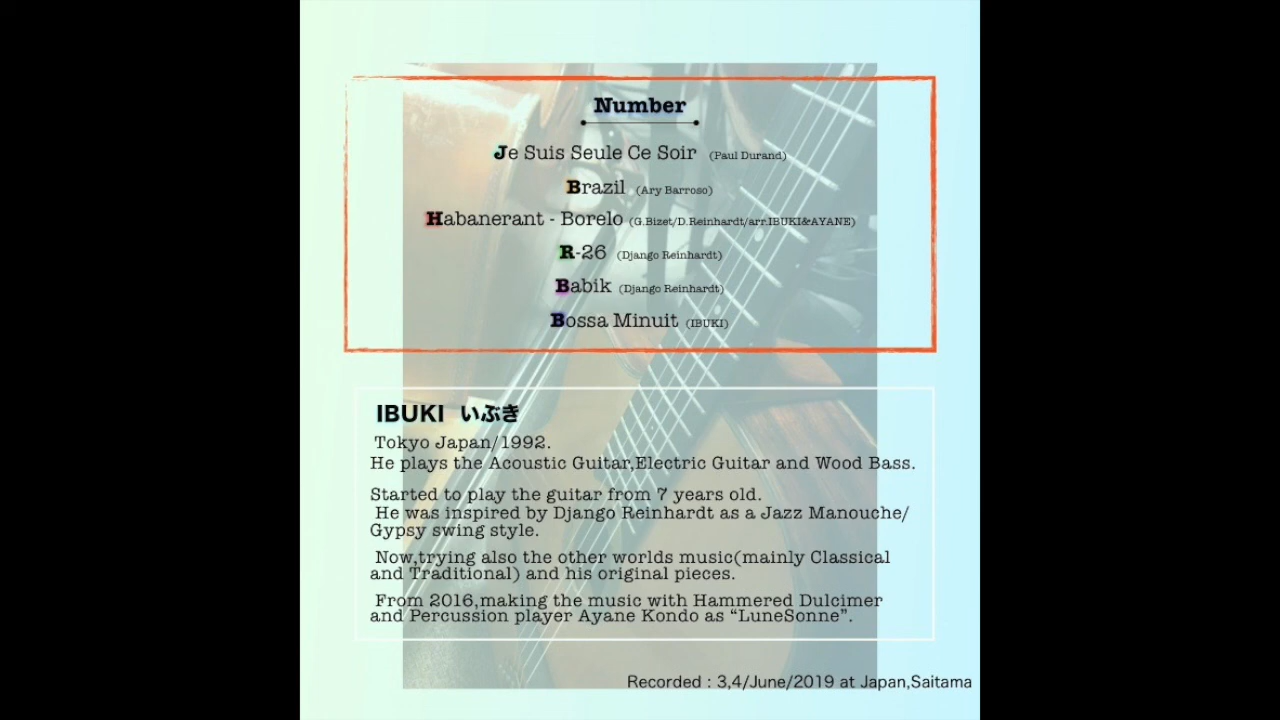 Number
Je Suis Seule Ce Soir (Paul Durand)
Brazil (Ary Barroso)
Habanerant - Borelo (G.Bizet/D.Reinhardt/arr.IBUKI&AYANE)
R-26 (Django Reinhardt)
Babik (Django Reinhardt)
Bossa Minuit (IBUKI)
IBUKI いぶき
Tokyo Japan/1992.
He plays the Acoustic Guitar,Electric Guitar and Wood Bass.
Started to play the guitar from 7 years old.
He was inspired by Django Reinhardt as a Jazz Manouche/
Gypsy swing style.
Now,trying also the other worlds music(mainly Classical
and Traditional) and his original pieces.
From 2016,making the music with Hammered Dulcimer
and Percussion player Ayane Kondo as “LuneSonne”.
Recorded : 3,4/June/2019 at Japan,Saitama